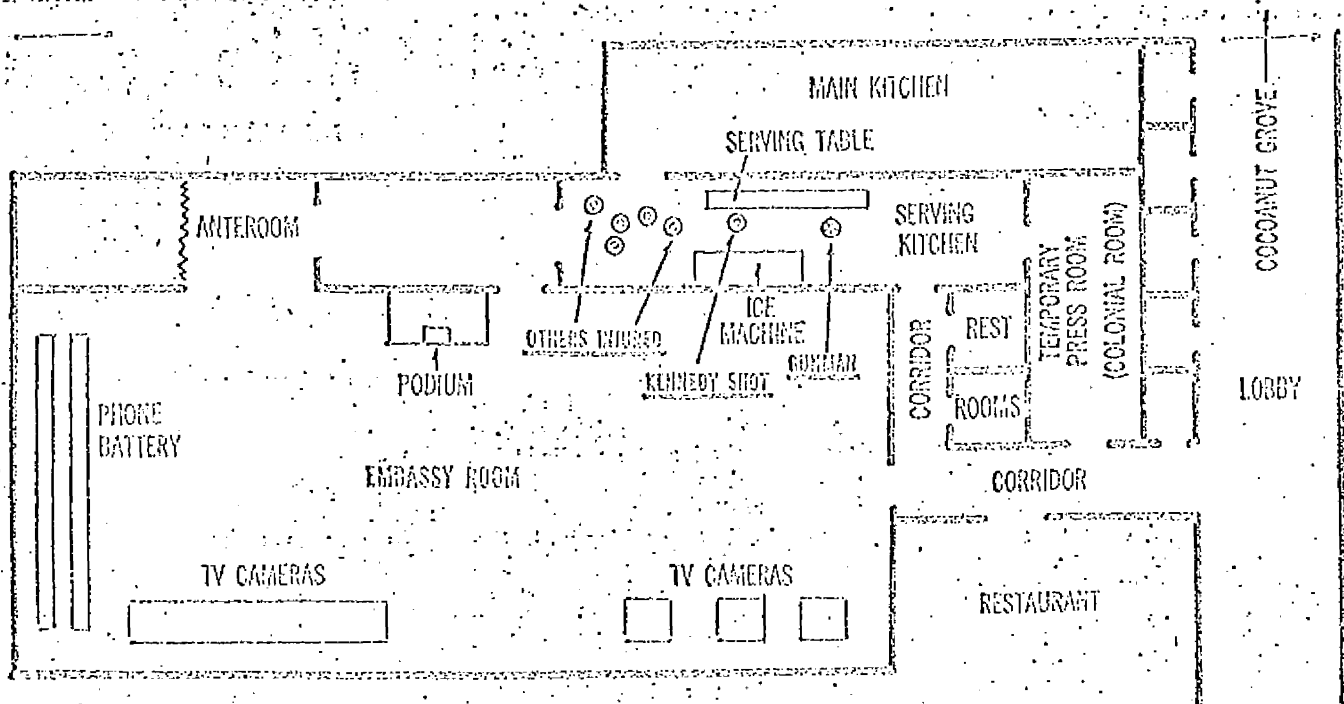 MAIN KITCHEN
SERVING TABLE
COCOANUT GROVE
ANTEROOM
SERVING
KITCHEN
TEMPORARY
PRESS ROOM
(COLONIAL ROOM)
OTHERS INJURED
ICE
MACHINE
GUNMAN
KENNEDY SHOT
PODIUM
CORRIDOR
REST
ROOMS
LOBBY
PHONE
BATTERY
EMBASSY ROOM
CORRIDOR
TV CAMERAS
TV CAMERAS
RESTAURANT